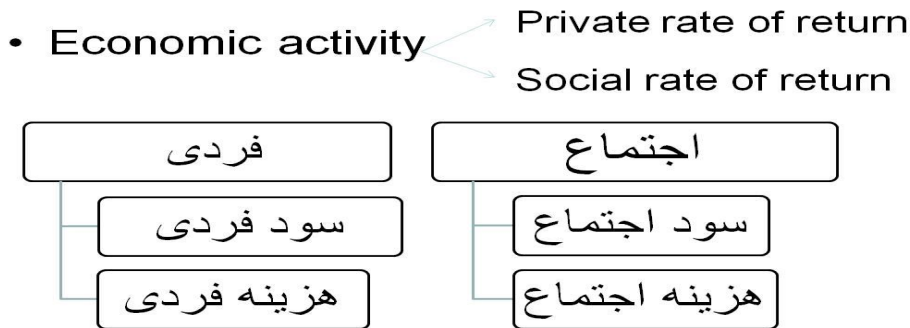 • Economic activity
Private rate of return
Social rate of return
فردی
سود فردی
هزینه فردی
اجتماع
سود اجتماع
هزینه اجتماع